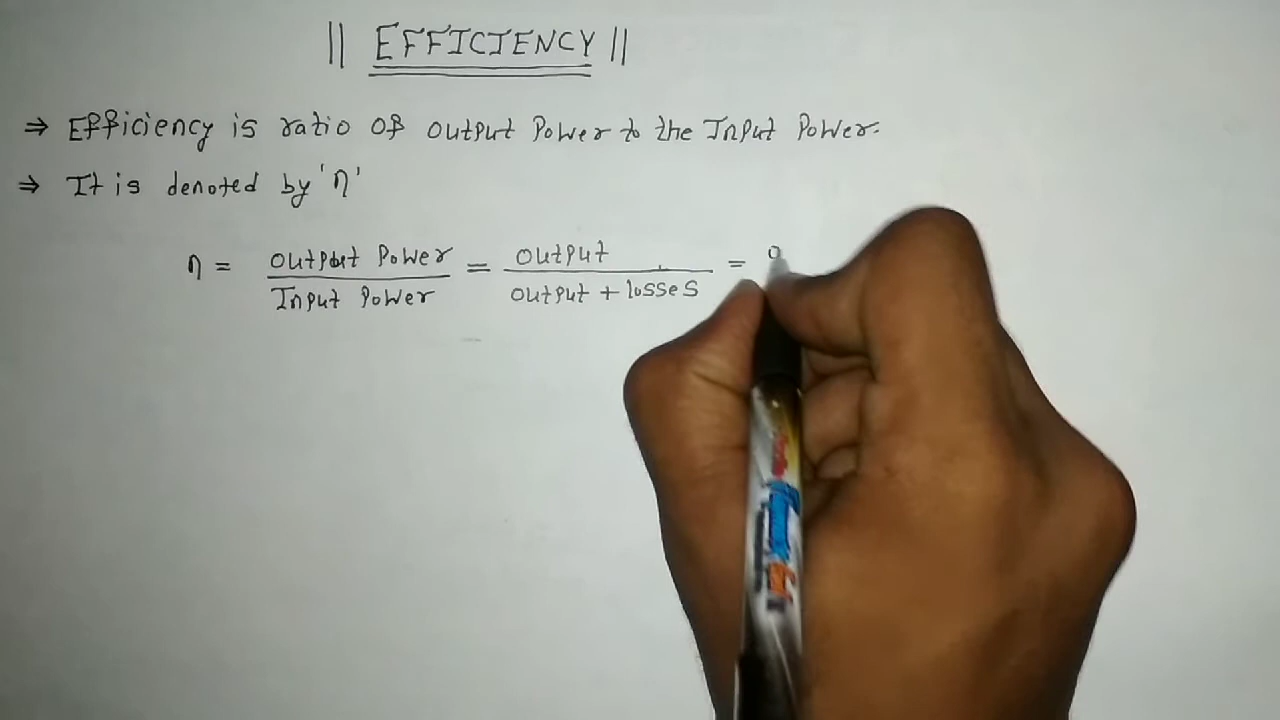 || EFFICIENCY ||
⇒ Efficiency is ratio of output Power to the Input Power.
⇒ It is denoted by 'η'
η = Output Power / Input Power = Output / Output + losses = o